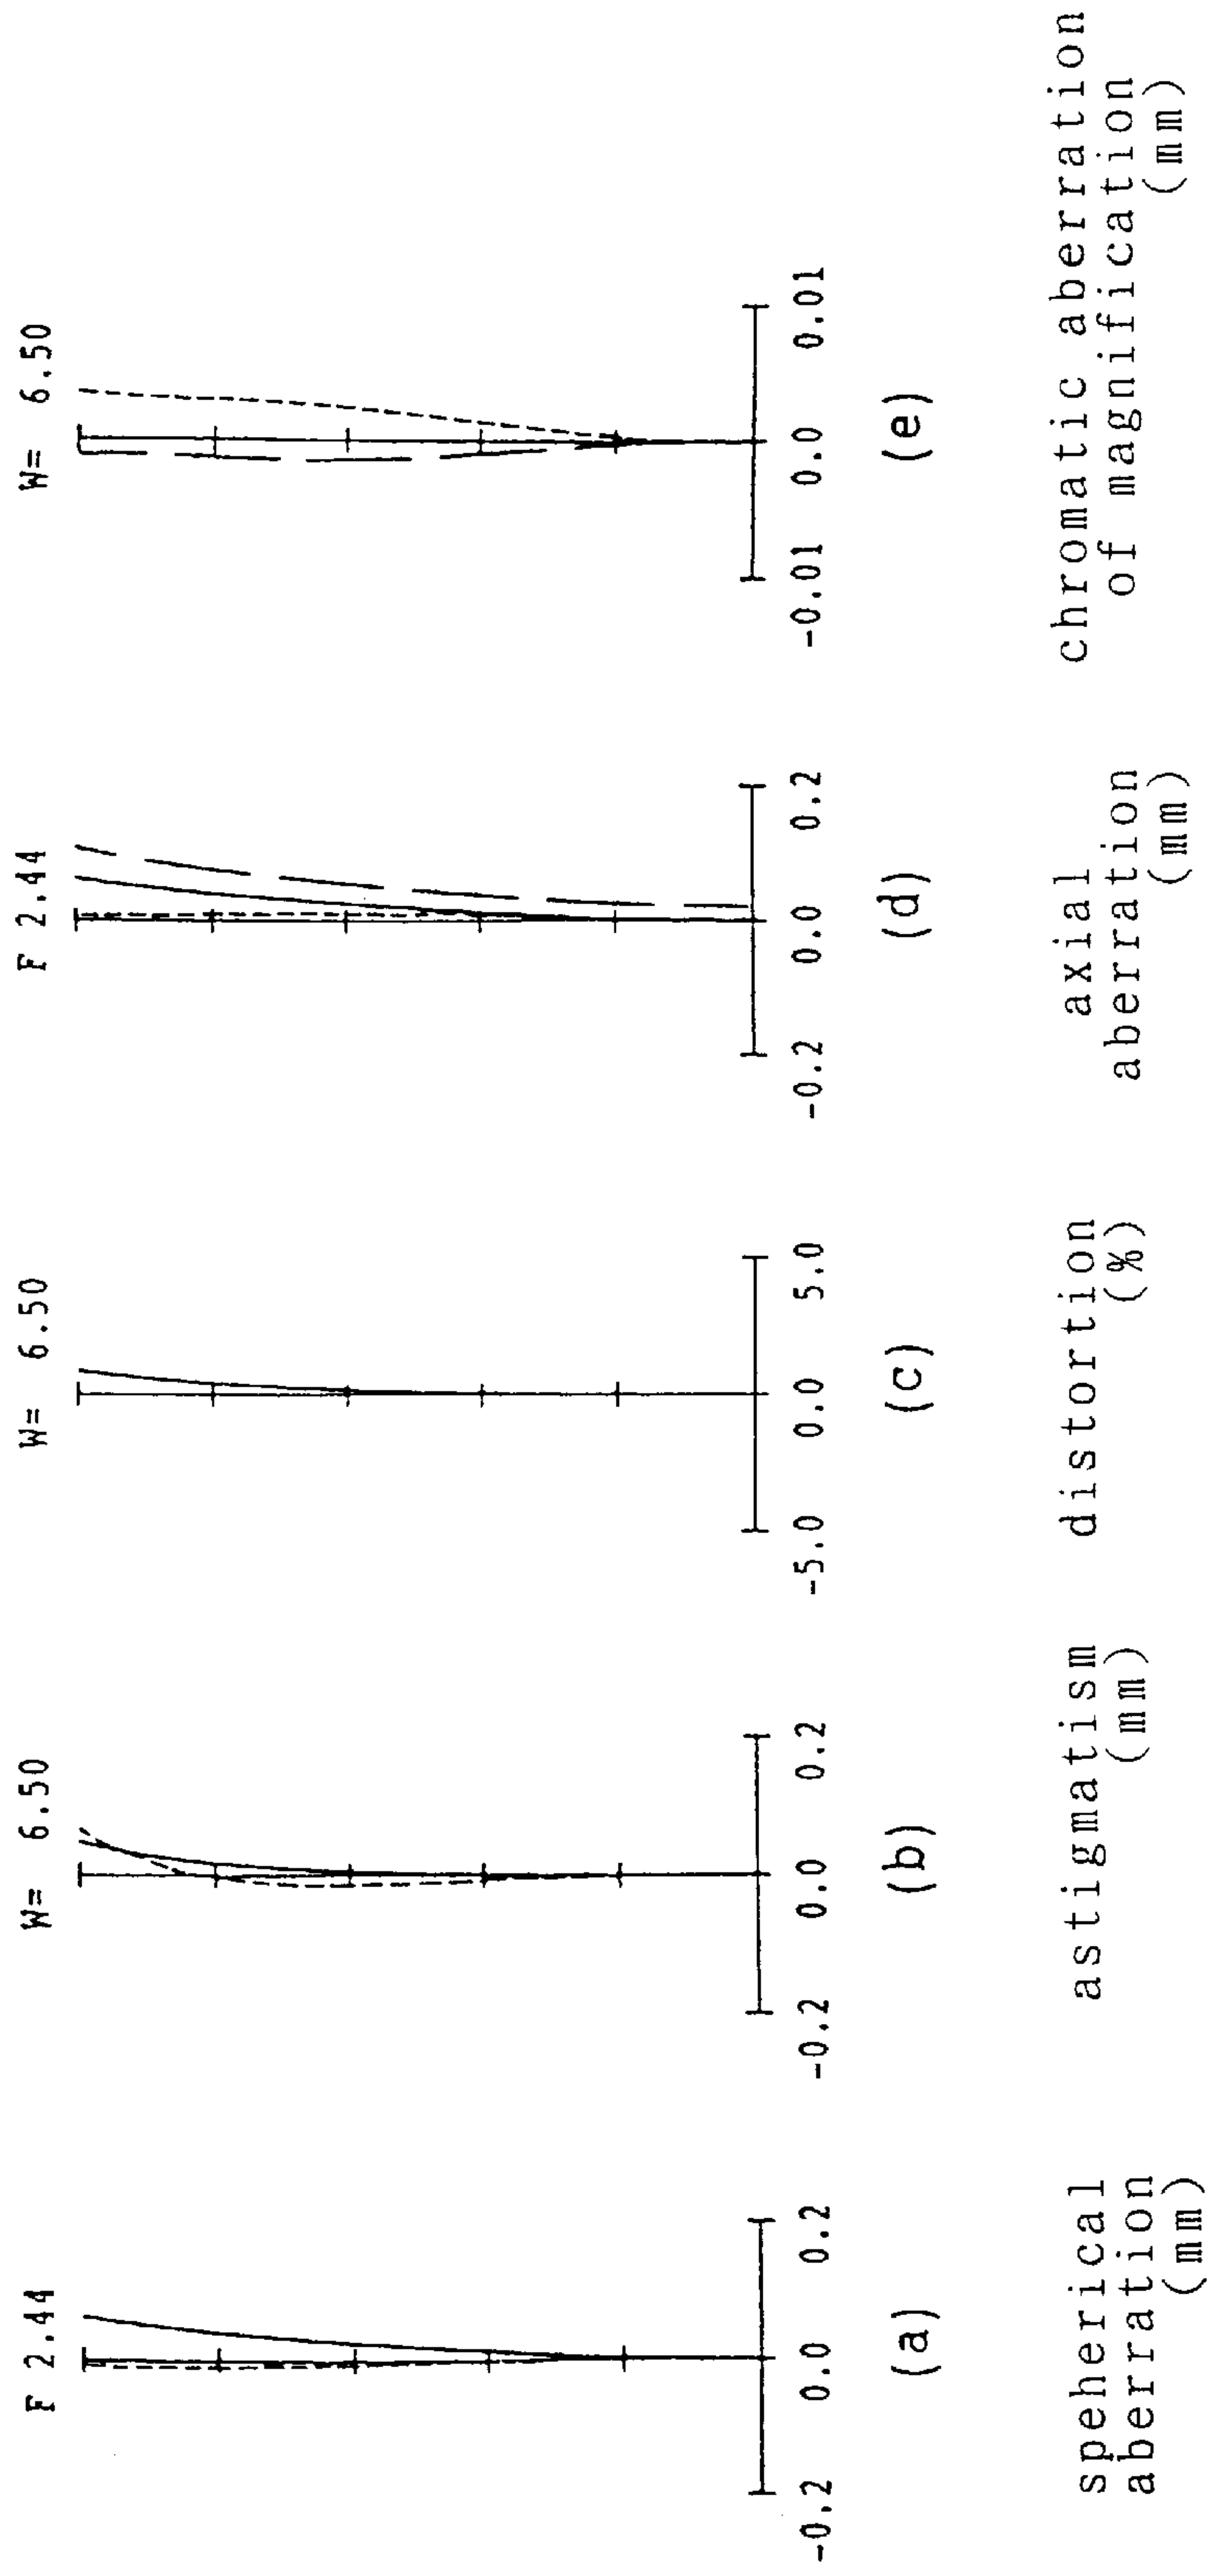 F 2.44
-0.2 0.0 0.2
(a)
speherical
aberration
(mm)
W= 6.50
-0.2 0.0 0.2
(b)
astigmatism
(mm)
W= 6.50
-5.0 0.0 5.0
(c)
distortion
(%)
F 2.44
-0.2 0.0 0.2
(d)
axial
aberration
(mm)
W= 6.50
-0.01 0.0 0.01
(e)
chromatic aberration
of magnification
(mm)